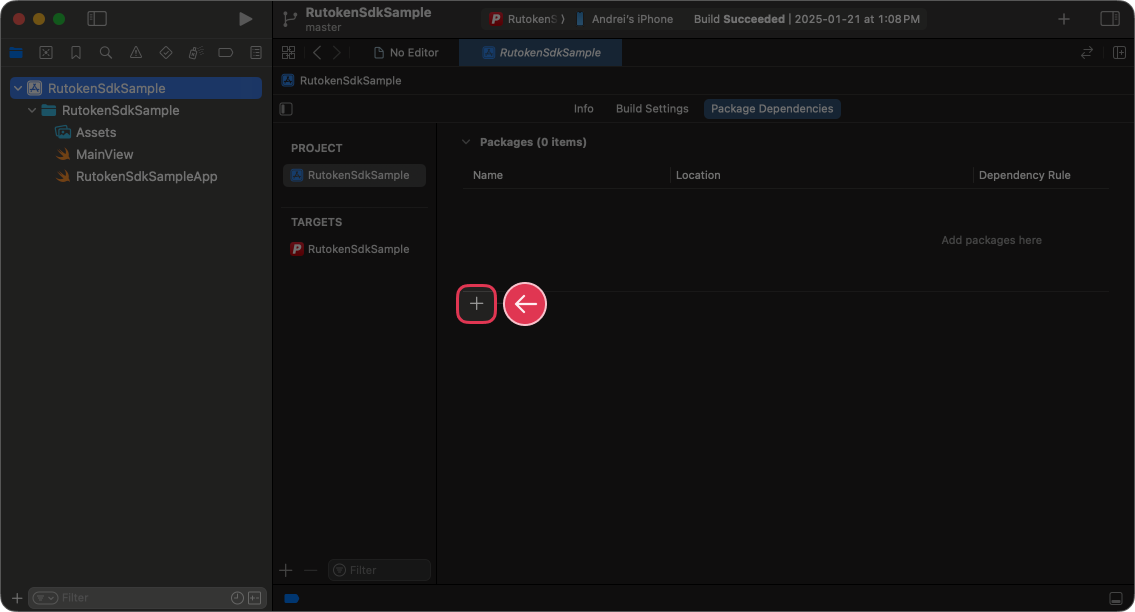 RutokenSdkSample
master
RutokenS
Andrei's iPhone
Build Succeeded | 2025-01-21 at 1:08 PM
No Editor
RutokenSdkSample
RutokenSdkSample
RutokenSdkSample
RutokenSdkSample
Assets
MainView
RutokenSdkSampleApp
Info
Build Settings
Package Dependencies
PROJECT
RutokenSdkSample
TARGETS
RutokenSdkSample
Packages (0 items)
Name
Location
Dependency Rule
Add packages here
Filter
Filter